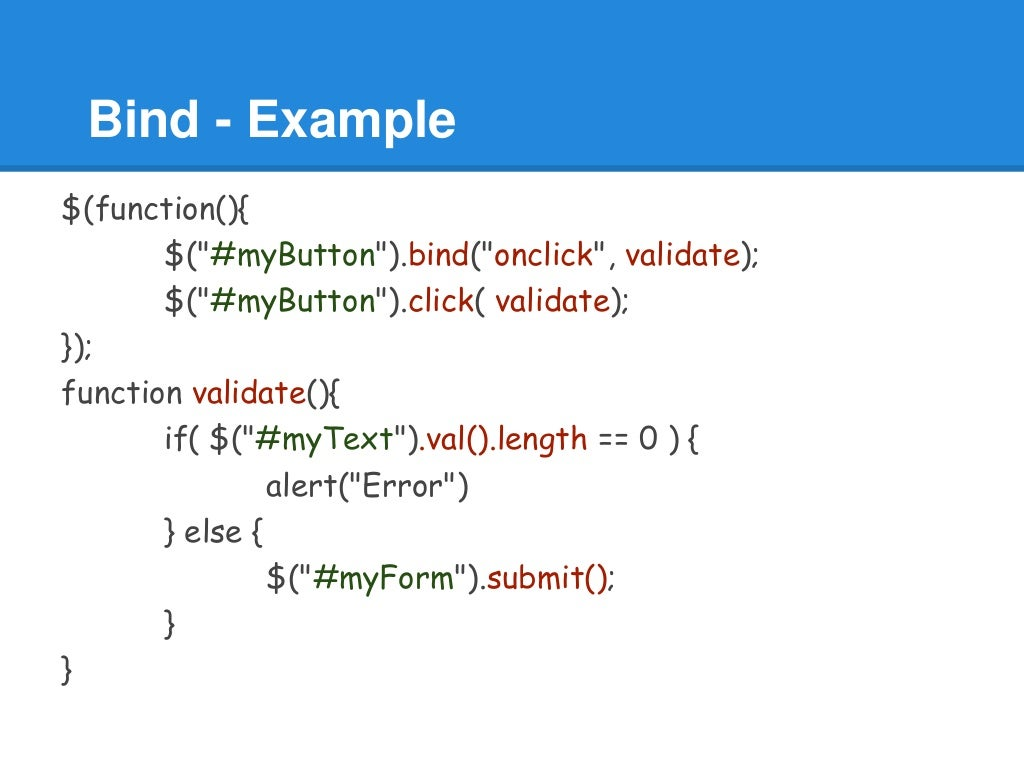 Bind - Example
$(function(){
$("#myButton").bind("onclick", validate);
$("#myButton").click( validate);
});
function validate(){
if( $("#myText").val().length == 0 ) {
alert("Error")
} else {
$("#myForm").submit();
}
}